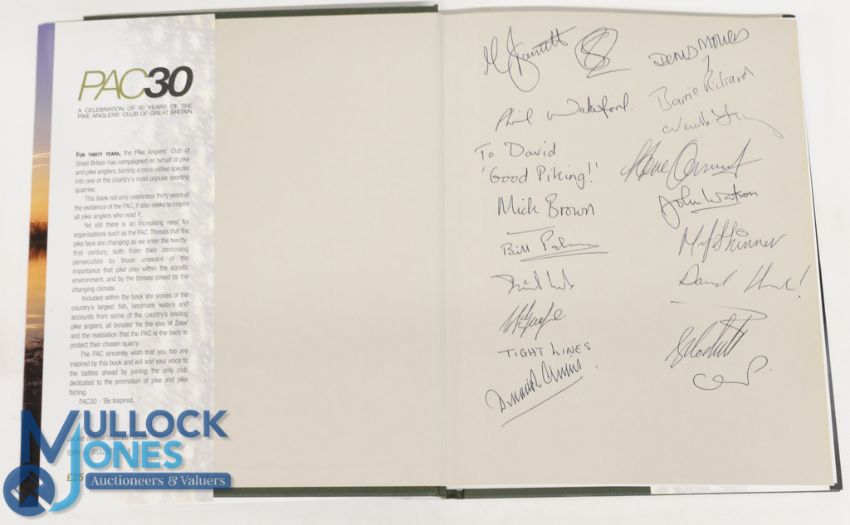 PAC30
A CELEBRATION OF 30 YEARS OF THE
PIKE ANGLERS' CLUB OF GREAT BRITAIN
FOR THIRTY YEARS, the Pike Anglers' Club of
Great Britain has campaigned on behalf of pike
and pike anglers, turning a once vilified species
into one of the country's most popular sporting
quarries.
This book not only celebrates thirty years of
the existence of the PAC, it also seeks to inspire
all pike anglers who read it.
Yet still there is an increasing need for
organisations such as the PAC. Threats that the
pike face are changing as we enter the twenty-
first century, both from their continuing
persecution by those unaware of the
importance that pike play within the aquatic
environment, and by the threats posed by the
changing climate.
Included within the book are stories of the
country's largest fish, landmark waters and
accounts from some of the country's leading
pike anglers, all bonded 'for the love of Esox'
and the realisation that the PAC is the body to
protect their chosen quarry.
The PAC sincerely wish that you too are
inspired by this book and will add your voice to
the battles ahead by joining the only club
dedicated to the promotion of pike and pike
fishing.
PAC30 - 'Be Inspired.
£25
MULLOCK
JONES
Auctioneers & Valuers
Phil Wakeford.
To David
'Good Piking!'
Mick Brown
Bill
TIGHT LINES
Denis Moules
Barrie Rickards
Steve
John Watson
Skinner
David